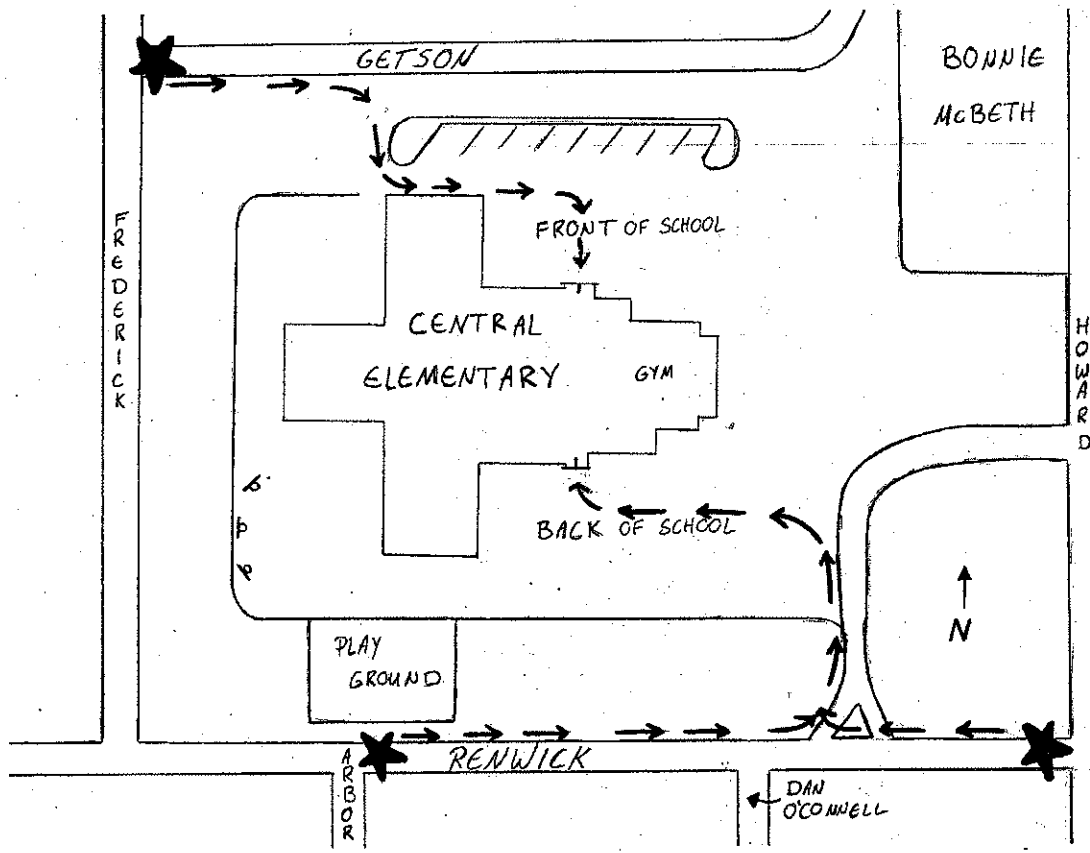 GETSON
BONNIE
McBETH
FREDERICK
FRONT OF SCHOOL
CENTRAL
ELEMENTARY
GYM
HOWARD
BACK OF SCHOOL
N
PLAY
GROUND
RENWICK
ARBOR
DAN
O'CONNELL